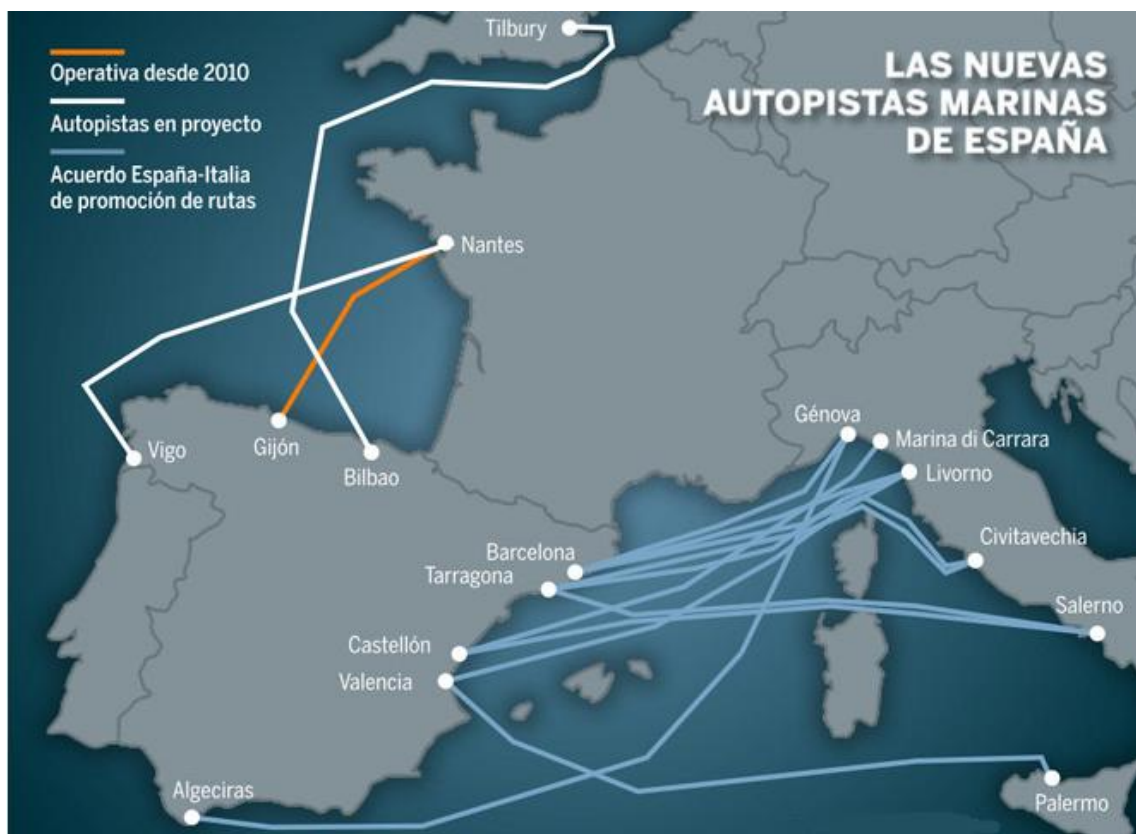 LAS NUEVAS
AUTOPISTAS MARINAS
DE ESPAÑA
Operativa desde 2010
Autopistas en proyecto
Acuerdo España-Italia
de promoción de rutas
Tilbury
Nantes
Vigo
Gijón
Bilbao
Génova
Marina di Carrara
Livorno
Barcelona
Tarragona
Civitavechia
Salerno
Castellón
Valencia
Algeciras
Palermo